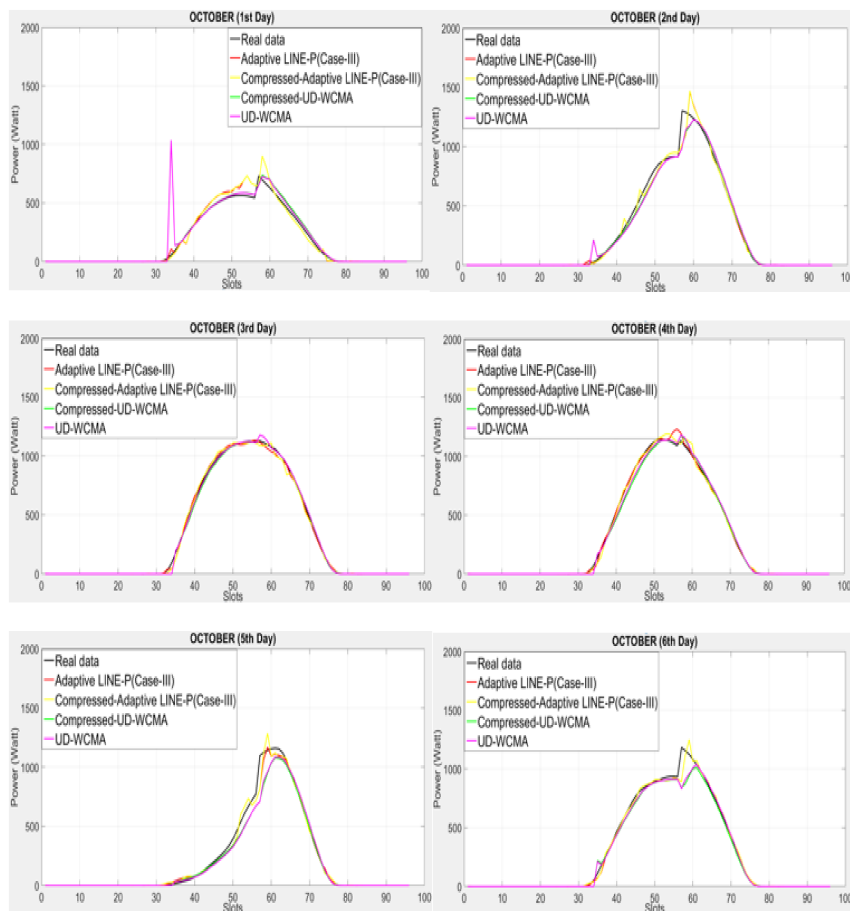 OCTOBER (1st Day)
Power (Watt)
2000
1500
1000
500
0
Real data
Adaptive LINE-P(Case-III)
Compressed-Adaptive LINE-P(Case-III)
Compressed-UD-WCMA
UD-WCMA
0 10 20 30 40 50 60 70 80 90 100
Slots
OCTOBER (2nd Day)
Power (Watt)
2000
1500
1000
500
0
Real data
Adaptive LINE-P(Case-III)
Compressed-Adaptive LINE-P(Case-III)
Compressed-UD-WCMA
UD-WCMA
0 10 20 30 40 50 60 70 80 90 100
Slots
OCTOBER (3rd Day)
Power (Watt)
2000
1500
1000
500
0
Real data
Adaptive LINE-P(Case-III)
Compressed-Adaptive LINE-P(Case-III)
Compressed-UD-WCMA
UD-WCMA
0 10 20 30 40 50 60 70 80 90 100
Slots
OCTOBER (4th Day)
Power (Watt)
2000
1500
1000
500
0
Real data
Adaptive LINE-P(Case-III)
Compressed-Adaptive LINE-P(Case-III)
Compressed-UD-WCMA
UD-WCMA
0 10 20 30 40 50 60 70 80 90 100
Slots
OCTOBER (5th Day)
Power (Watt)
2000
1500
1000
500
0
Real data
Adaptive LINE-P(Case-III)
Compressed-Adaptive LINE-P(Case-III)
Compressed-UD-WCMA
UD-WCMA
0 10 20 30 40 50 60 70 80 90 100
Slots
OCTOBER (6th Day)
Power (Watt)
2000
1500
1000
500
0
Real data
Adaptive LINE-P(Case-III)
Compressed-Adaptive LINE-P(Case-III)
Compressed-UD-WCMA
UD-WCMA
0 10 20 30 40 50 60 70 80 90 100
Slots